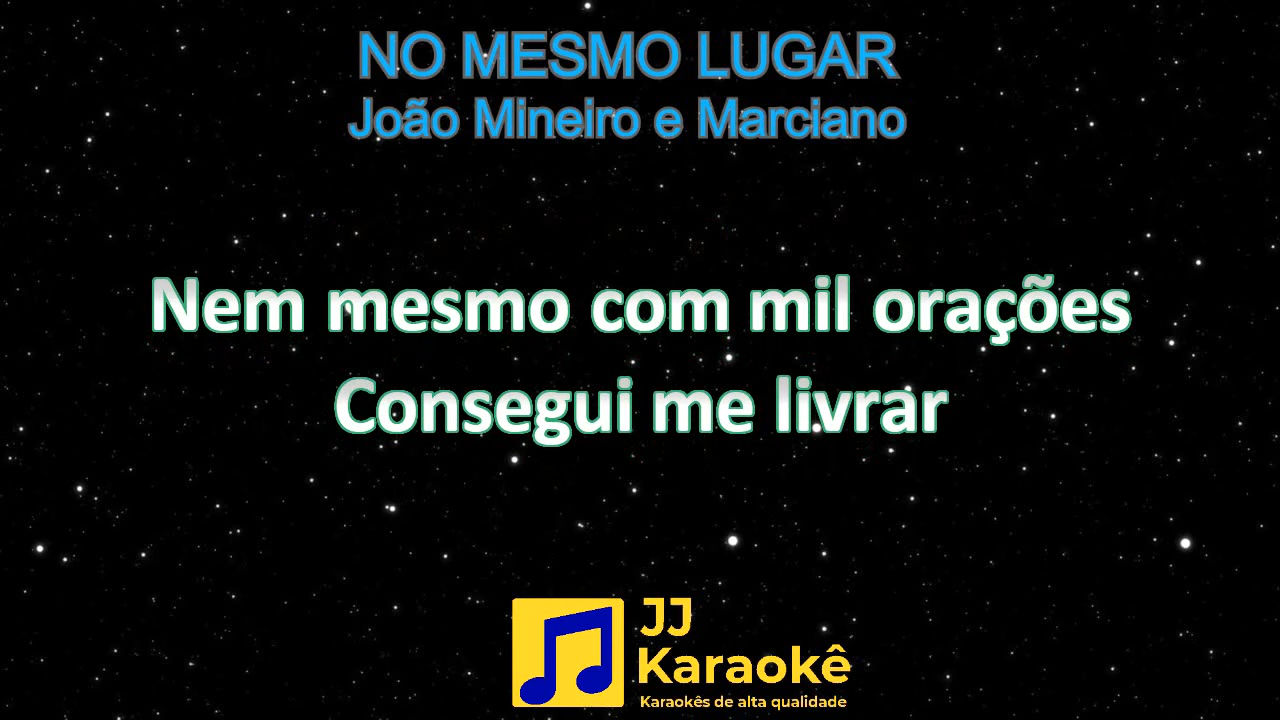 NO MESMO LUGAR
João Mineiro e Marciano
Nem mesmo com mil orações
Consegui me livrar
JJ
Karaokê
Karaokês de alta qualidade